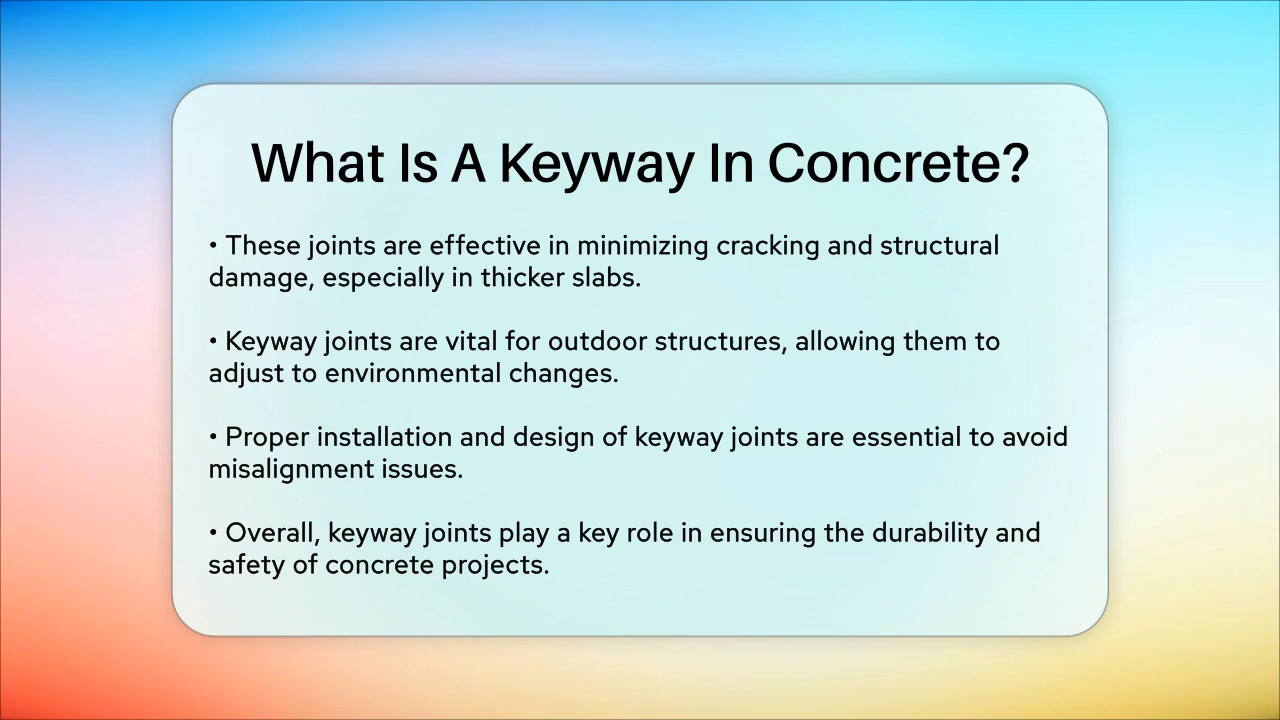 What Is A Keyway In Concrete?
• These joints are effective in minimizing cracking and structural
damage, especially in thicker slabs.
• Keyway joints are vital for outdoor structures, allowing them to
adjust to environmental changes.
• Proper installation and design of keyway joints are essential to avoid
misalignment issues.
• Overall, keyway joints play a key role in ensuring the durability and
safety of concrete projects.